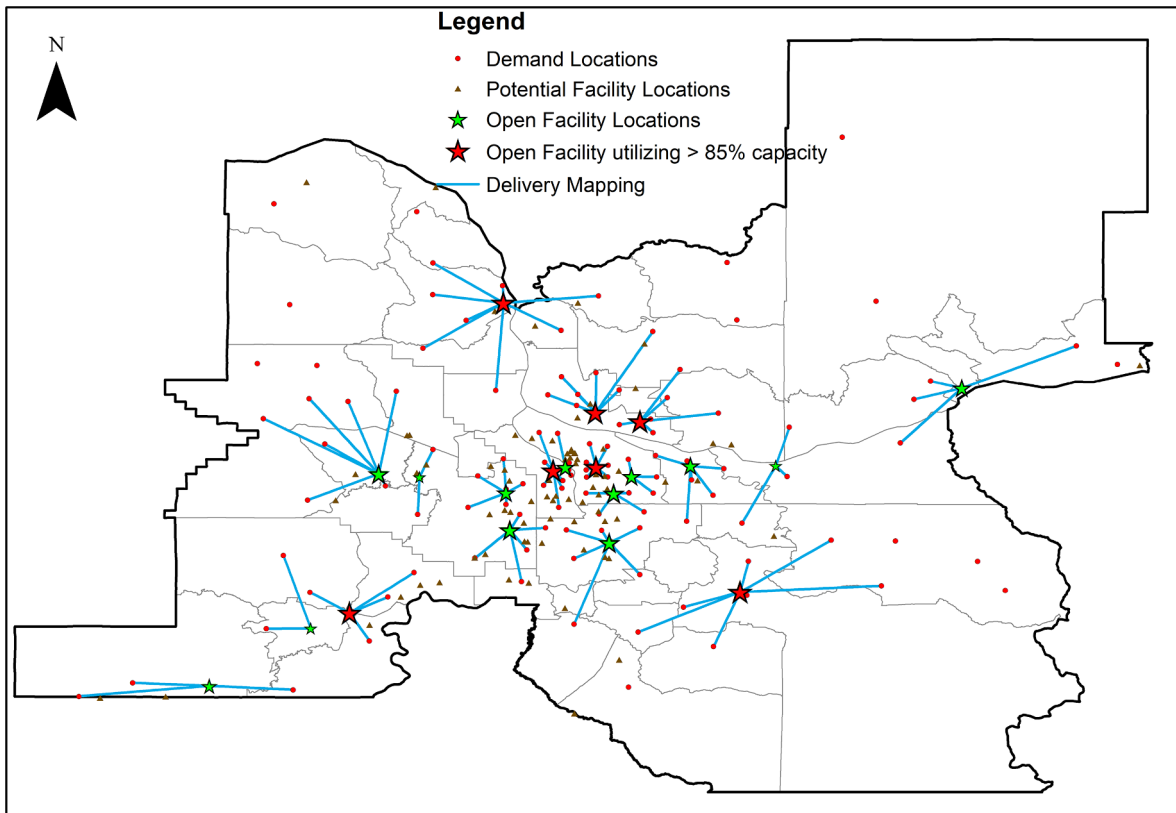 Legend
N
Demand Locations
Potential Facility Locations
Open Facility Locations
Open Facility utilizing > 85% capacity
Delivery Mapping